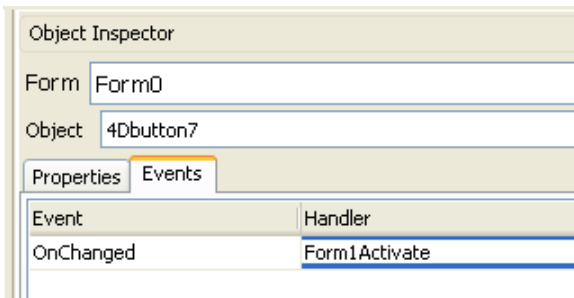 Object Inspector
Form Form0
Object 4Dbutton7
Properties Events
Event Handler
OnChanged Form1Activate